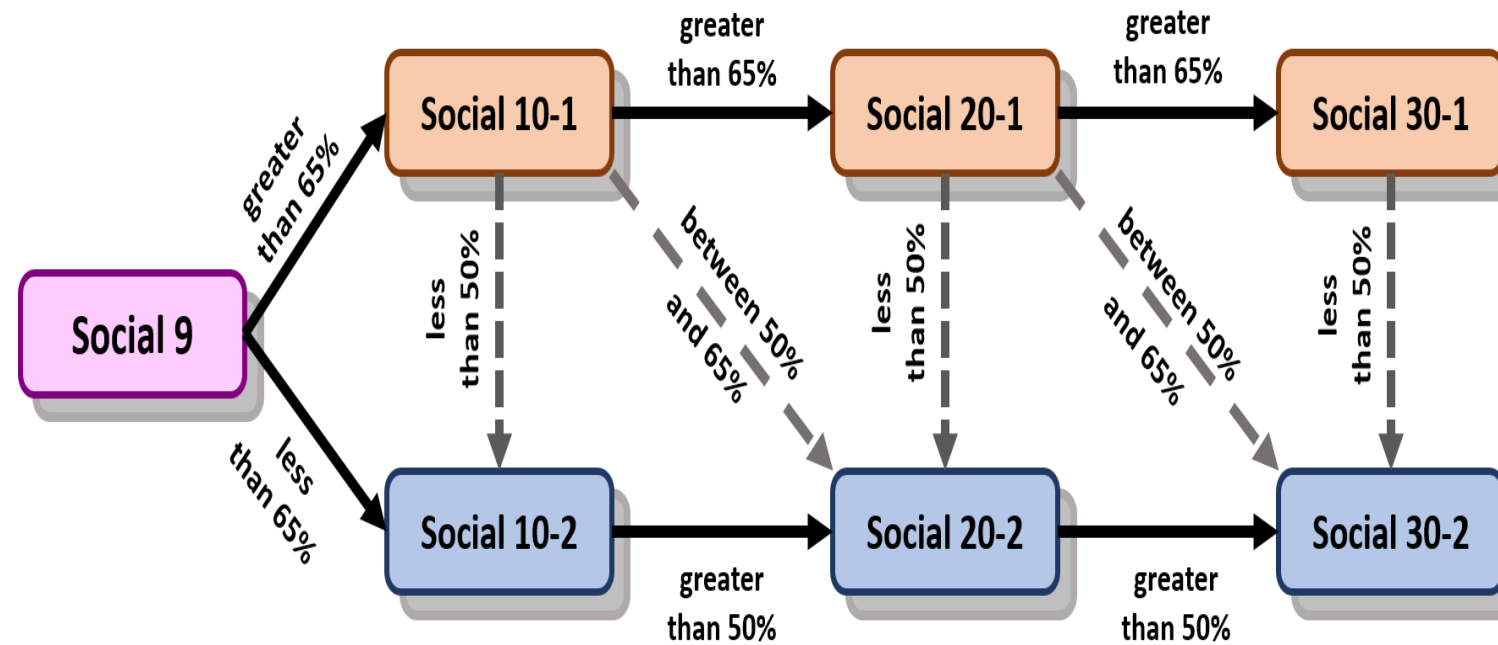 greater
than 65%
greater
than 65%
Social 10-1
Social 20-1
Social 30-1
greater
than 65%
less
than 50%
between 50%
and 65%
less
than 50%
between 50%
and 65%
less
than 50%
Social 9
less
than 65%
Social 10-2
Social 20-2
Social 30-2
greater
than 50%
greater
than 50%